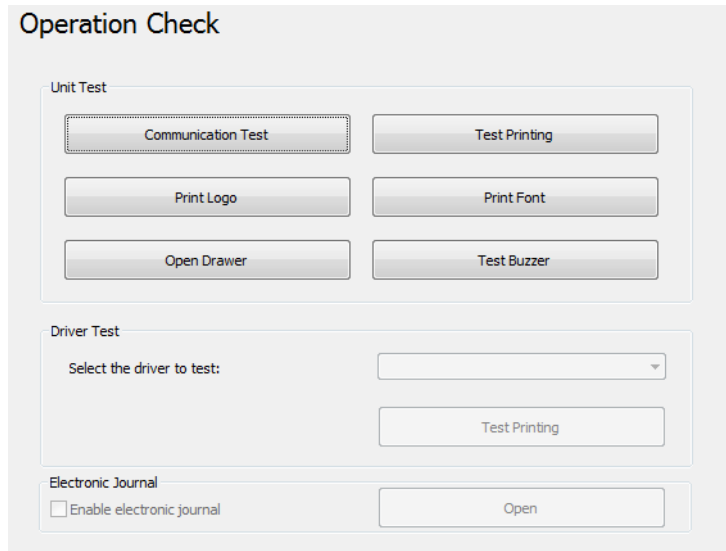 Operation Check
Unit Test
Communication Test
Test Printing
Print Logo
Print Font
Open Drawer
Test Buzzer
Driver Test
Select the driver to test:
Test Printing
Electronic Journal
Enable electronic journal
Open